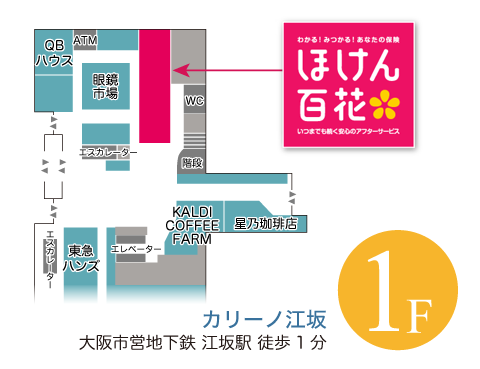 QB
ハウス
ATM
眼鏡
市場
わかる！みつかる！あなたの保険
ほけん
百花
いつまでも続く安心のアフターサービス
WC
エスカレーター
階段
KALDI
COFFEE
FARM
星乃珈琲店
エスカレーター
東急
ハンズ
エレベーター
1F
カリーノ江坂
大阪市営地下鉄 江坂駅 徒歩1分